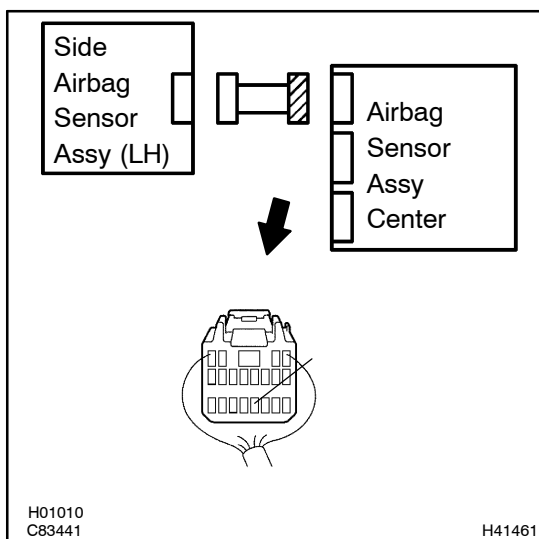 Side
Airbag
Sensor
Assy (LH)
Airbag
Sensor
Assy
Center
H01010
C83441
H41461